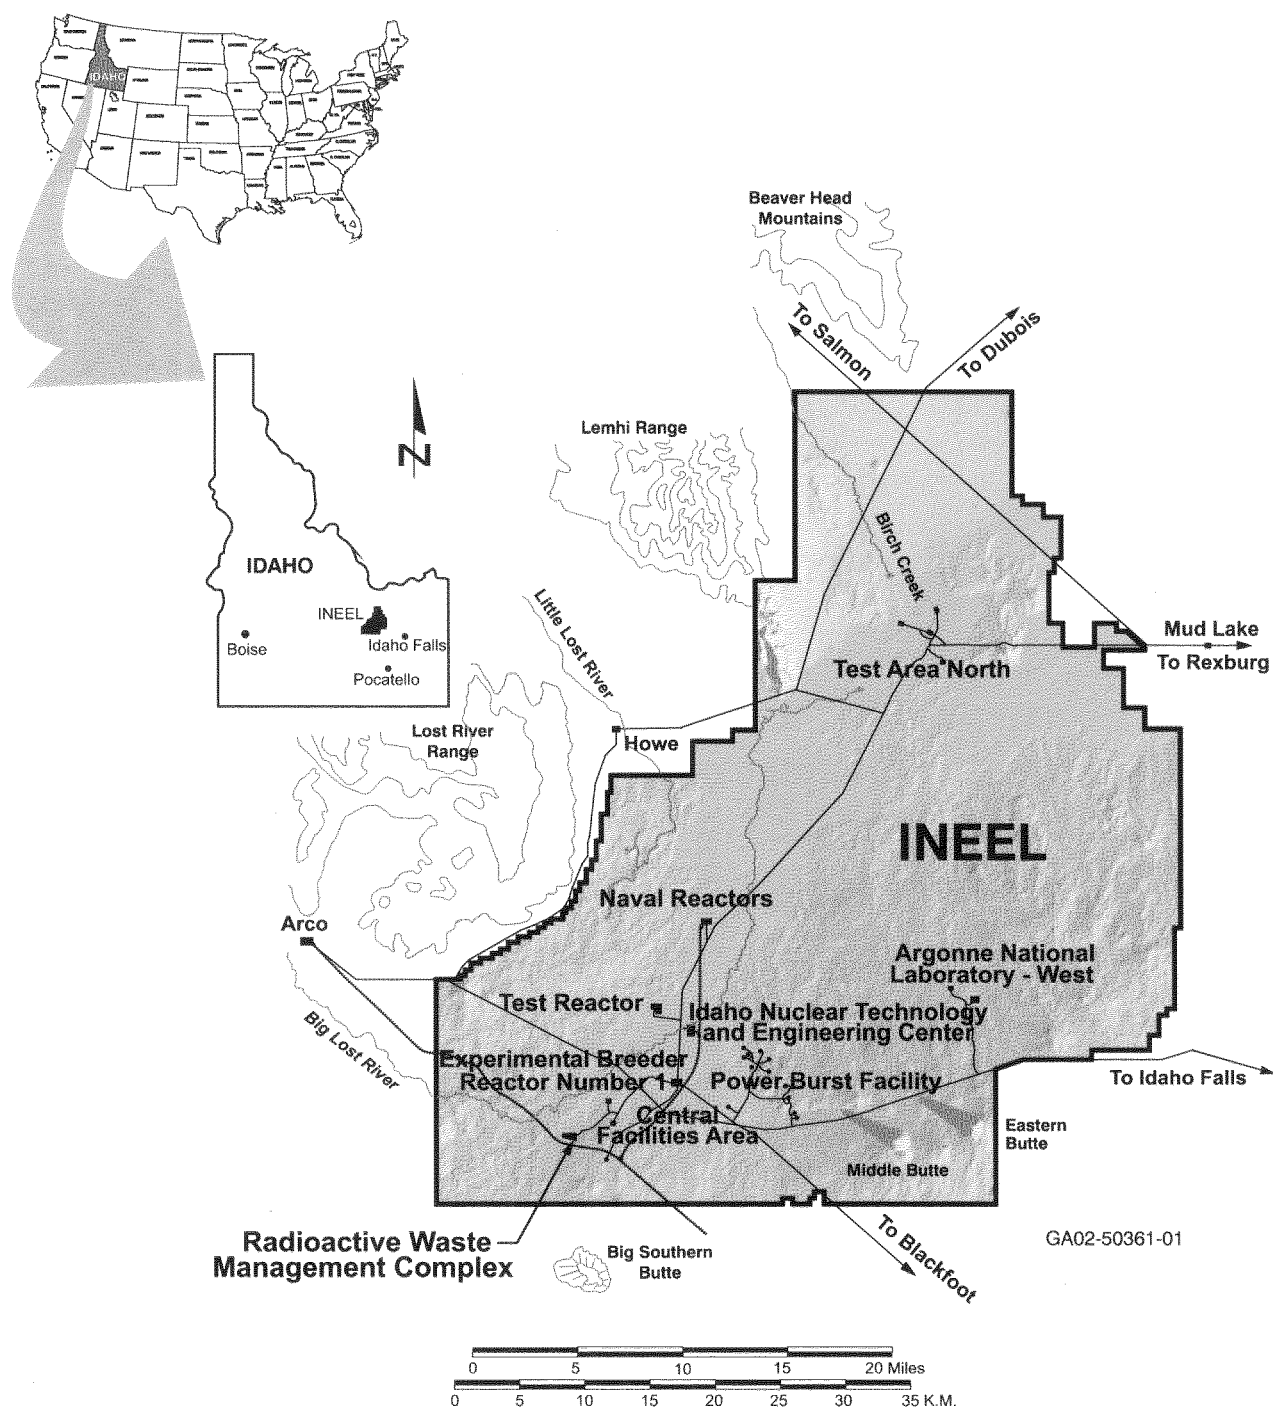 IDAHO
Beaver Head
Mountains
To Salmon
To Dubois
N
Lemhi Range
Birch Creek
IDAHO
INEEL
Boise
Idaho Falls
Pocatello
Little Lost River
Mud Lake
To Rexburg
Test Area North
Lost River
Range
Howe
INEEL
Naval Reactors
Arco
Argonne National
Laboratory - West
Test Reactor
Idaho Nuclear Technology
and Engineering Center
Big Lost River
Experimental Breeder
Reactor Number 1
Power Burst Facility
To Idaho Falls
Central
Facilities Area
Eastern
Butte
Middle Butte
Radioactive Waste
Management Complex
Big Southern
Butte
To Blackfoot
GA02-50361-01
0 5 10 15 20 Miles
0 5 10 15 20 25 30 35 K.M.